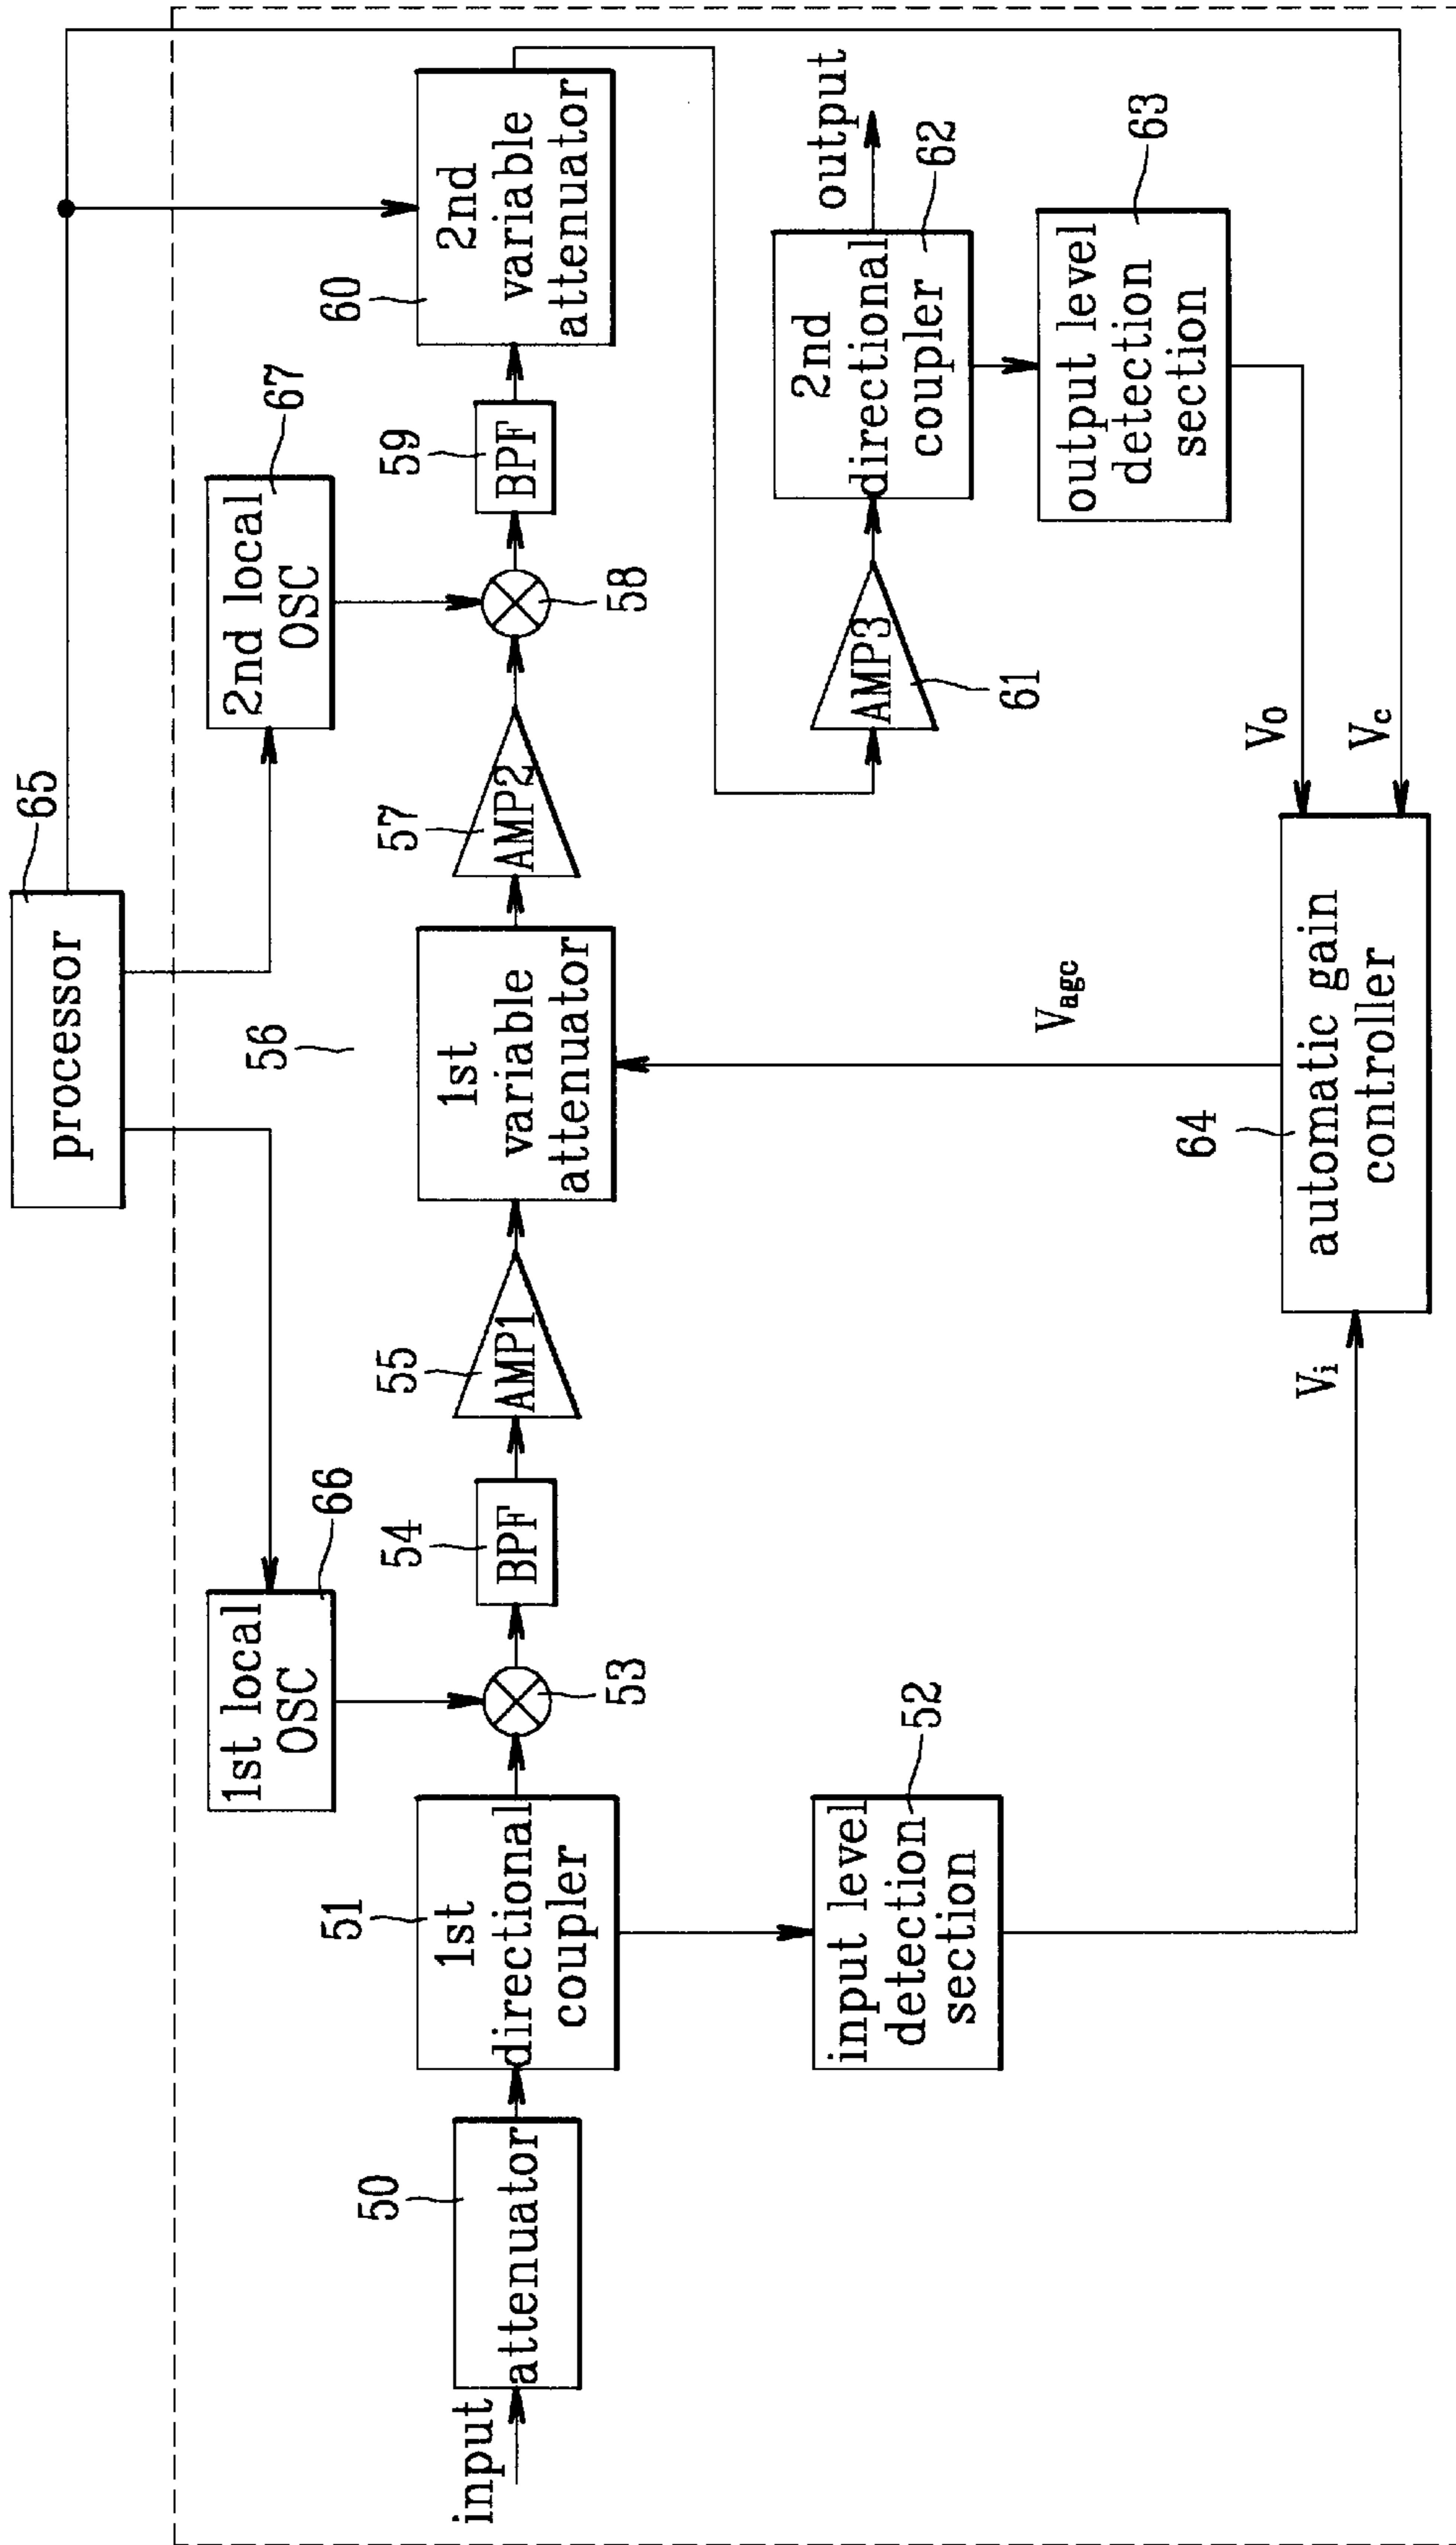 65
processor
66
1st local
OSC
67
2nd local
OSC
input
50
attenuator
51
1st
directional
coupler
53
54
BPF
55
AMP1
56
1st
variable
attenuator
57
AMP2
58
59
BPF
60
2nd
variable
attenuator
52
input level
detection
section
61
AMP3
62
2nd
directional
coupler
output
63
output level
detection
section
Vi
Vagc
VO
Vc
64
automatic gain
controller